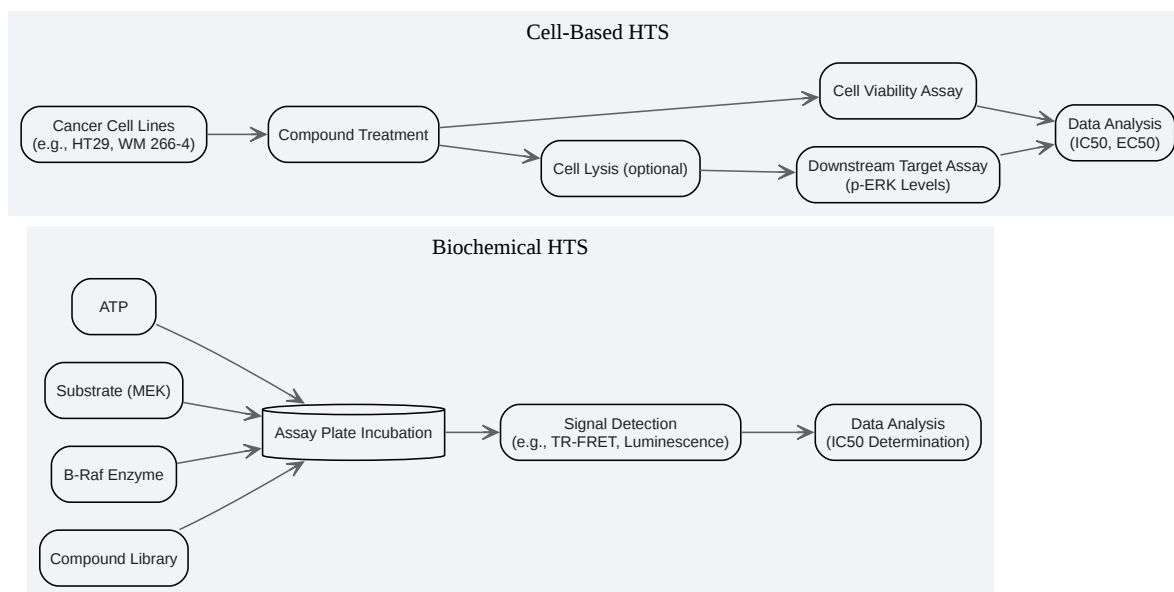 Cell-Based HTS
Cancer Cell Lines
(e.g., HT29, WM 266-4)
Compound Treatment
Cell Viability Assay
Cell Lysis (optional)
Downstream Target Assay
(p-ERK Levels)
Data Analysis
(IC50, EC50)
Biochemical HTS
ATP
Substrate (MEK)
B-Raf Enzyme
Compound Library
Assay Plate Incubation
Signal Detection
(e.g., TR-FRET, Luminescence)
Data Analysis
(IC50 Determination)